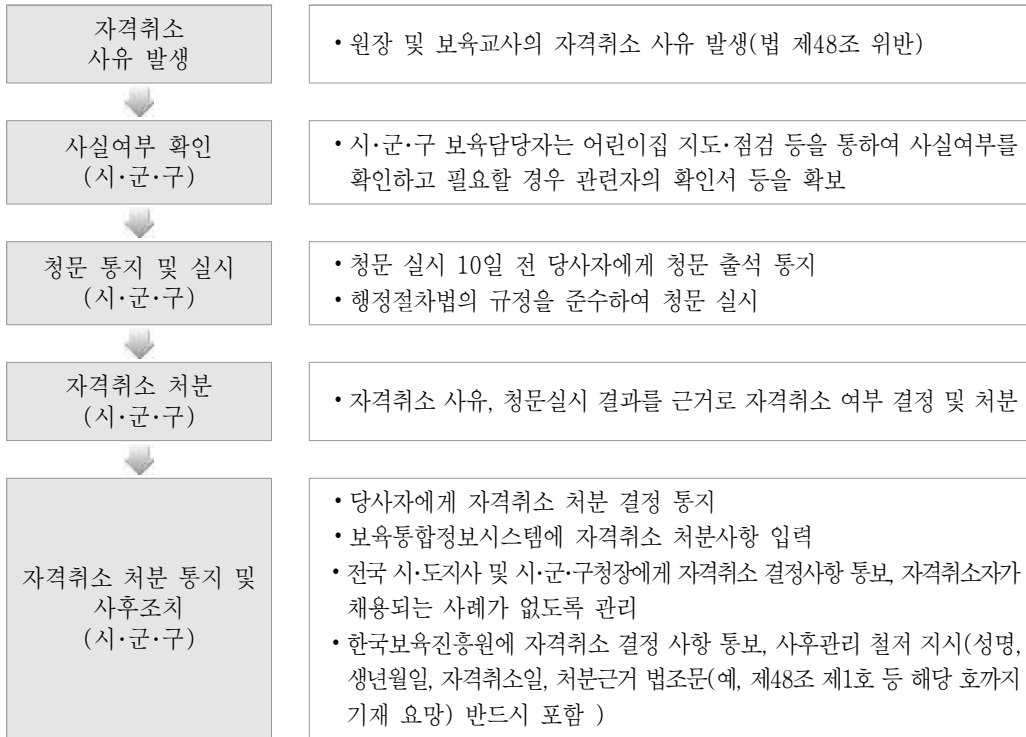 자격취소
사유 발생
• 원장 및 보육교사의 자격취소 사유 발생(법 제48조 위반)
사실여부 확인
(시·군·구)
• 시·군·구 보육담당자는 어린이집 지도·점검 등을 통하여 사실여부를
확인하고 필요할 경우 관련자의 확인서 등을 확보
청문 통지 및 실시
(시·군·구)
• 청문 실시 10일 전 당사자에게 청문 출석 통지
• 행정절차법의 규정을 준수하여 청문 실시
자격취소 처분
(시·군·구)
• 자격취소 사유, 청문실시 결과를 근거로 자격취소 여부 결정 및 처분
자격취소 처분 통지 및
사후조치
(시·군·구)
• 당사자에게 자격취소 처분 결정 통지
• 보육통합정보시스템에 자격취소 처분사항 입력
• 전국 시·도지사 및 시·군·구청장에게 자격취소 결정사항 통보, 자격취소자가
채용되는 사례가 없도록 관리
• 한국보육진흥원에 자격취소 결정 사항 통보, 사후관리 철저 지시(성명,
생년월일, 자격취소일, 처분근거 법조문(예, 제48조 제1호 등 해당 호까지
기재 요망) 반드시 포함 )